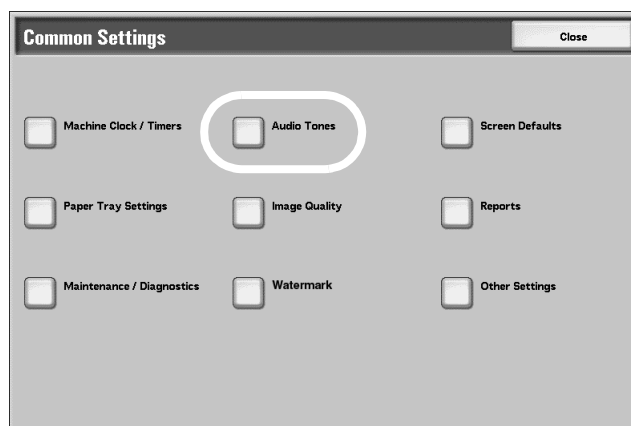 Common Settings
Close
Machine Clock / Timers
Audio Tones
Screen Defaults
Paper Tray Settings
Image Quality
Reports
Maintenance / Diagnostics
Watermark
Other Settings